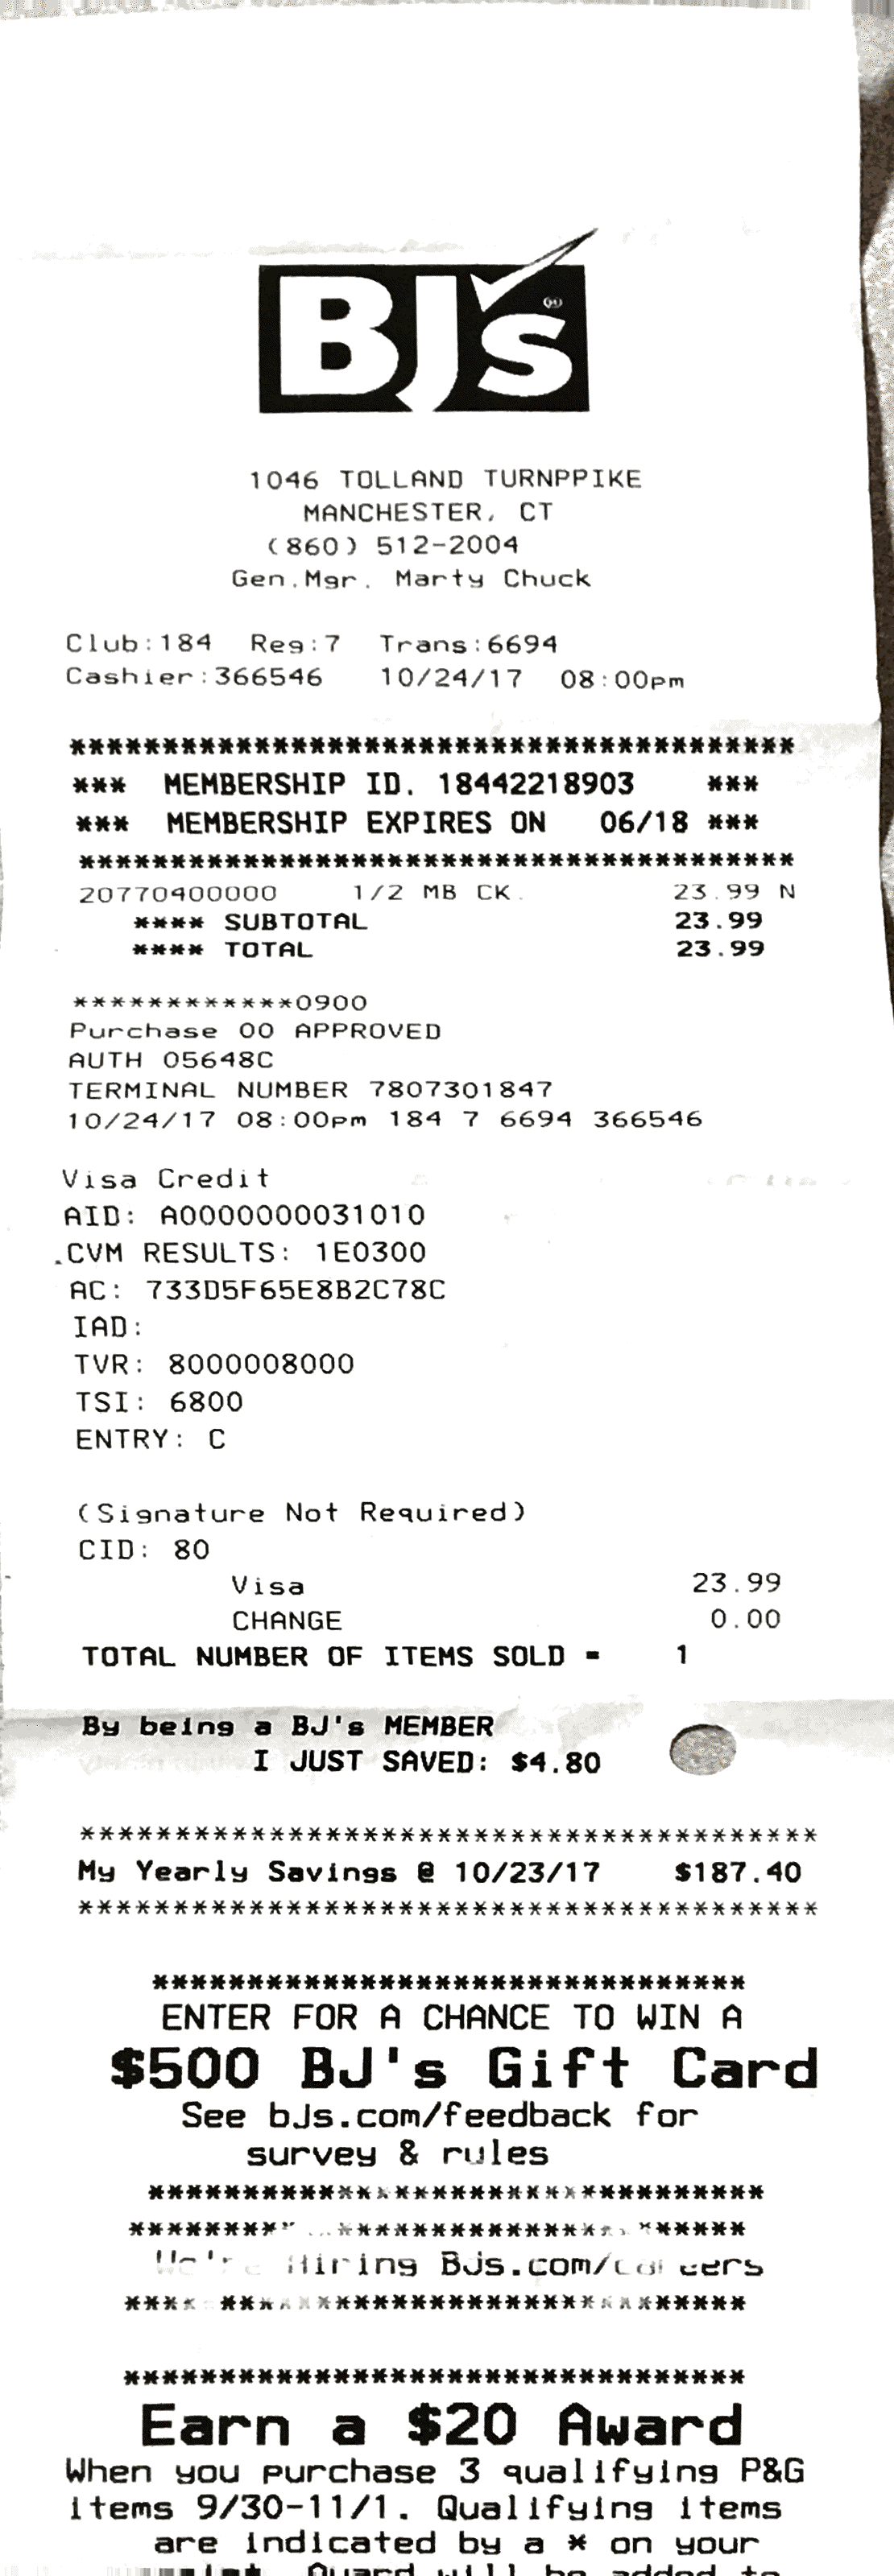 BJ's®
1046 TOLLAND TURNPPIKE
MANCHESTER, CT
(860) 512-2004
Gen.Mgr. Marty Chuck
Club:184 Reg:7 Trans:6694
Cashier:366546 10/24/17 08:00pm
***************************************
*** MEMBERSHIP ID. 18442218903 ***
*** MEMBERSHIP EXPIRES ON 06/18 ***
***************************************
20770400000 1/2 MB CK. 23.99 N
**** SUBTOTAL 23.99
**** TOTAL 23.99
************0900
Purchase 00 APPROVED
AUTH 05648C
TERMINAL NUMBER 7807301847
10/24/17 08:00pm 184 7 6694 366546
Visa Credit
AID: A0000000031010
CVM RESULTS: 1E0300
AC: 733D5F65E8B2C78C
IAD:
TVR: 8000008000
TSI: 6800
ENTRY: C
(Signature Not Required)
CID: 80
Visa 23.99
CHANGE 0.00
TOTAL NUMBER OF ITEMS SOLD = 1
By being a BJ's MEMBER
I JUST SAVED: $4.80
***************************************
My Yearly Savings @ 10/23/17 $187.40
***************************************
********************************
ENTER FOR A CHANCE TO WIN A
$500 BJ's Gift Card
See bJs.com/feedback for
survey & rules
*********************************
*********************************
We're Hiring BJs.com/careers
*********************************
*********************************
Earn a $20 Award
When you purchase 3 qualifying P&G
items 9/30-11/1. Qualifying items
are indicated by a * on your
will be added to